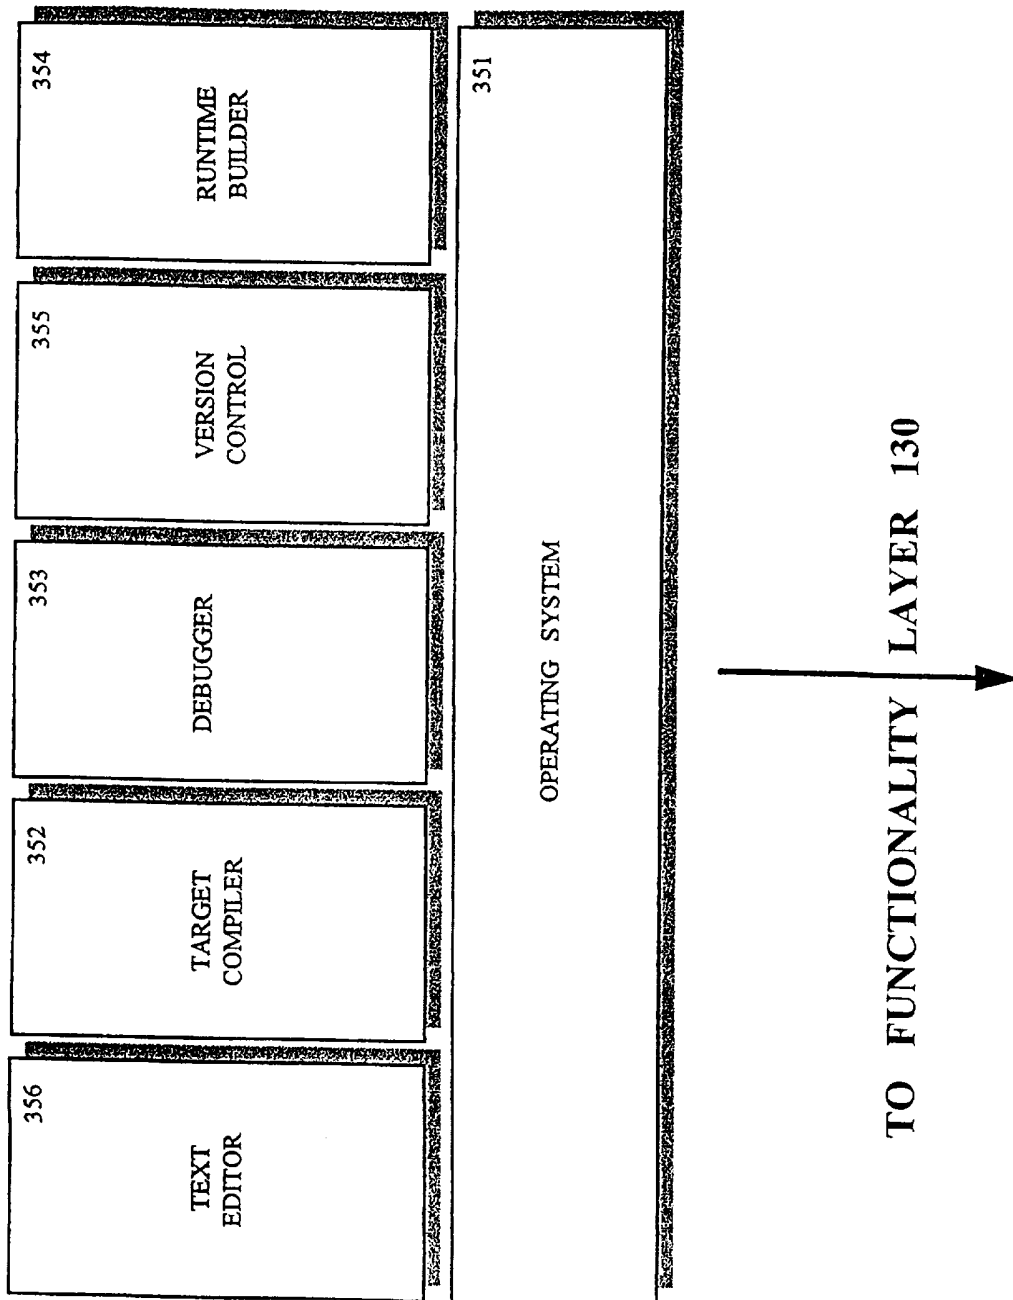 356
TEXT
EDITOR
352
TARGET
COMPILER
353
DEBUGGER
355
VERSION
CONTROL
354
RUNTIME
BUILDER
351
OPERATING SYSTEM
TO FUNCTIONALITY LAYER 130